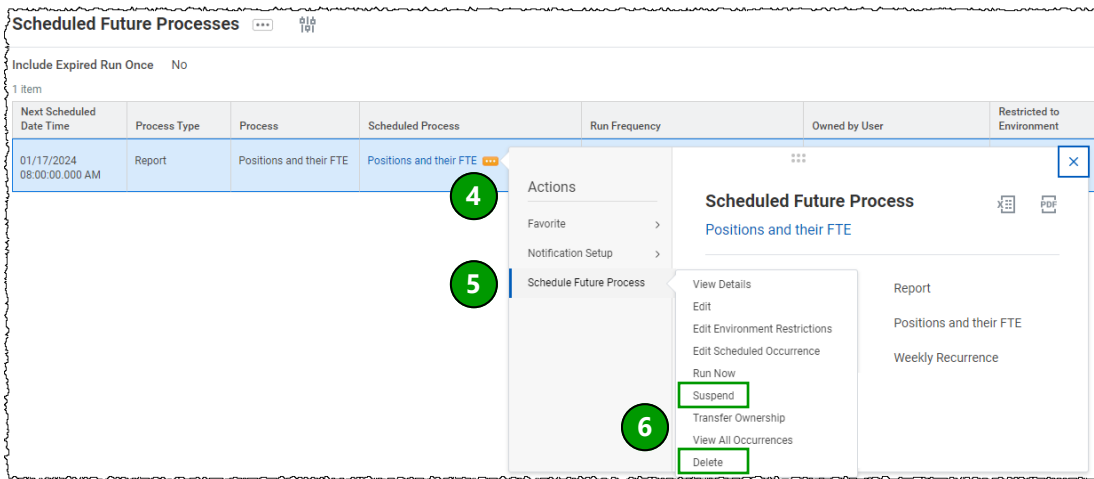 Scheduled Future Processes
Include Expired Run Once No
1 item
Next Scheduled Date Time
Process Type
Process
Scheduled Process
Run Frequency
Owned by User
Restricted to Environment
01/17/2024
08:00:00.000 AM
Report
Positions and their FTE
Positions and their FTE
4
Actions
Favorite
Notification Setup
5
Schedule Future Process
Scheduled Future Process
X
PDF
Positions and their FTE
View Details
Edit
Edit Environment Restrictions
Edit Scheduled Occurrence
Run Now
Suspend
6
Transfer Ownership
View All Occurrences
Delete
Report
Positions and their FTE
Weekly Recurrence